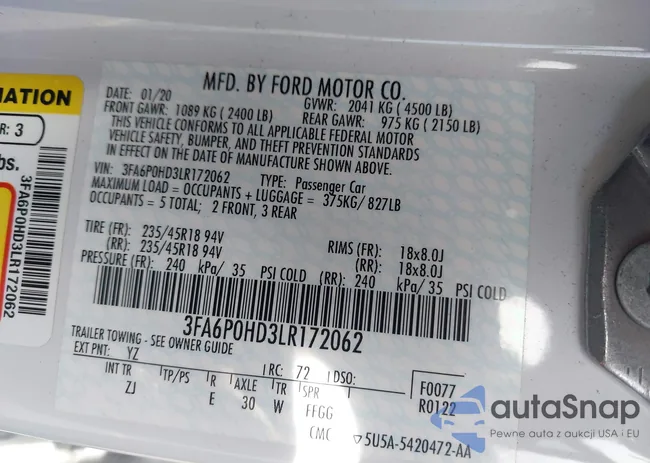 MATION
R: 3
bs.
3FA6P0HD3LR172062
MFD. BY FORD MOTOR CO.
DATE: 01/20 GVWR: 2041 KG (4500 LB)
FRONT GAWR: 1089 KG (2400 LB) REAR GAWR: 975 KG (2150 LB)
THIS VEHICLE CONFORMS TO ALL APPLICABLE FEDERAL MOTOR
VEHICLE SAFETY, BUMPER, AND THEFT PREVENTION STANDARDS
IN EFFECT ON THE DATE OF MANUFACTURE SHOWN ABOVE.
VIN: 3FA6P0HD3LR172062 TYPE: Passenger Car
MAXIMUM LOAD = OCCUPANTS + LUGGAGE = 375KG/827LB
OCCUPANTS = 5 TOTAL; 2 FRONT, 3 REAR
TIRE (FR): 235/45R18 94V RIMS (FR): 18x8.0J
(RR): 235/45R18 94V (RR): 18x8.0J
PRESSURE (FR): 240 kPa/ 35 PSI COLD (RR): 240 kPa/ 35 PSI COLD
3FA6P0HD3LR172062
TRAILER TOWING - SEE OWNER GUIDE
EXT PNT: YZ RC: 72 DSO: F0077
INT TR TP/PS R AXLE TR SPR R0122
ZJ E 30 W FFGG
CMC 5U5A-5420472-AA
autaSnap
Pewne auta z aukcji USA i EU